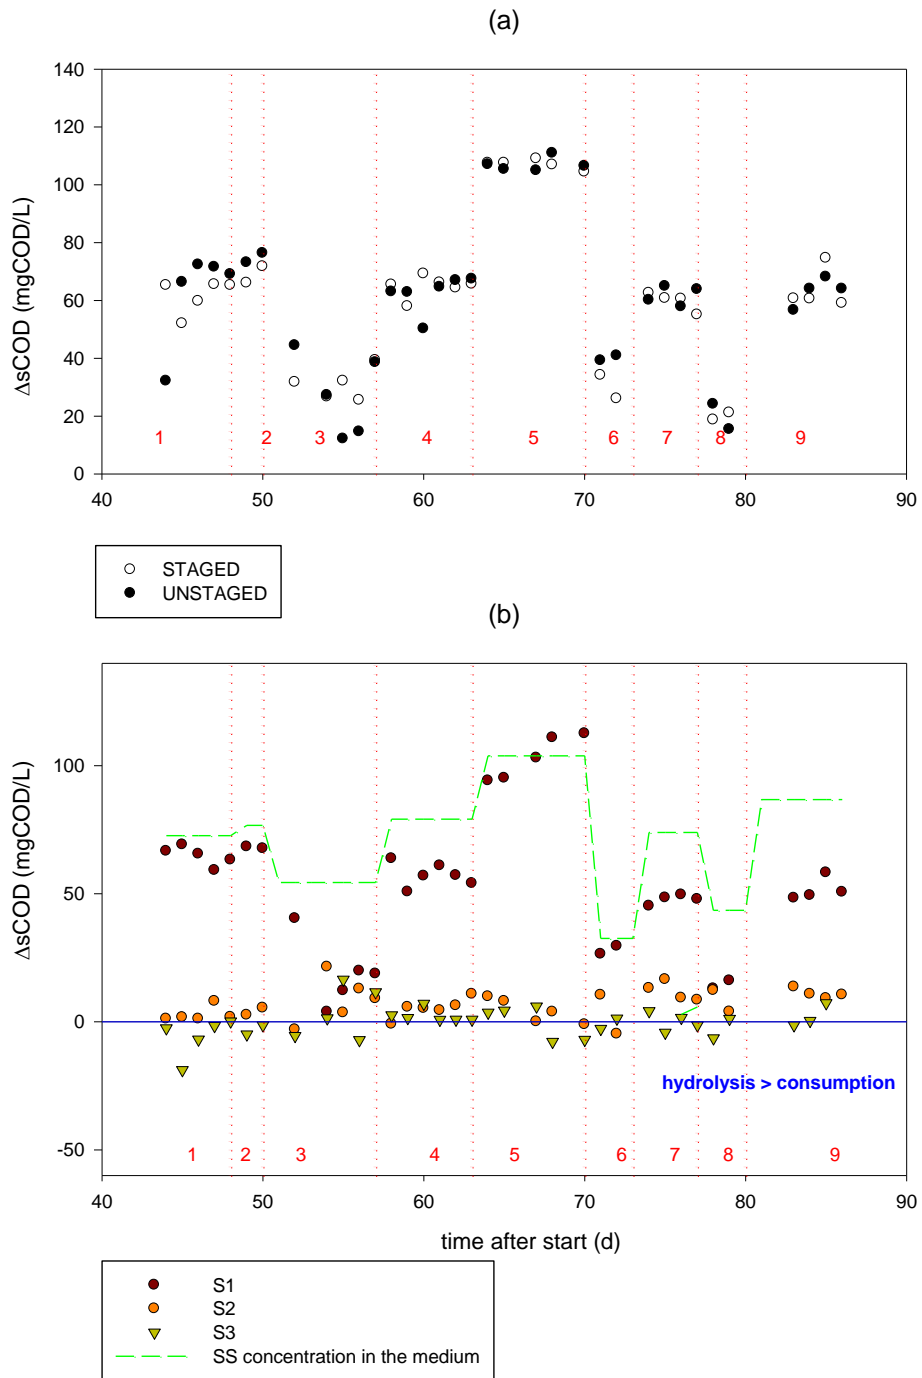 (a)
ΔsCOD (mgCOD/L)
140
120
100
80
60
40
20
0
1 2 3 4 5 6 7 8 9
40 50 60 70 80 90
STAGED
UNSTAGED
(b)
ΔsCOD (mgCOD/L)
100
50
0
-50
hydrolysis > consumption
1 2 3 4 5 6 7 8 9
40 50 60 70 80 90
time after start (d)
S1
S2
S3
SS concentration in the medium